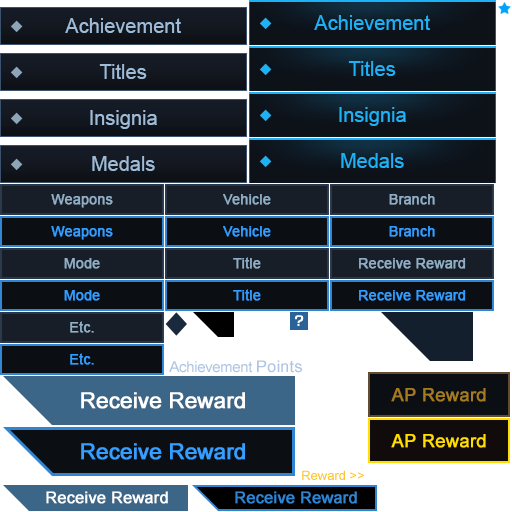 Achievement Achievement
Titles Titles
Insignia Insignia
Medals Medals
Weapons Vehicle Branch
Weapons Vehicle Branch
Mode Title Receive Reward
Mode Title Receive Reward
Etc. ?
Etc.
Achievement Points
Receive Reward AP Reward
Receive Reward AP Reward
Reward >>
Receive Reward Receive Reward